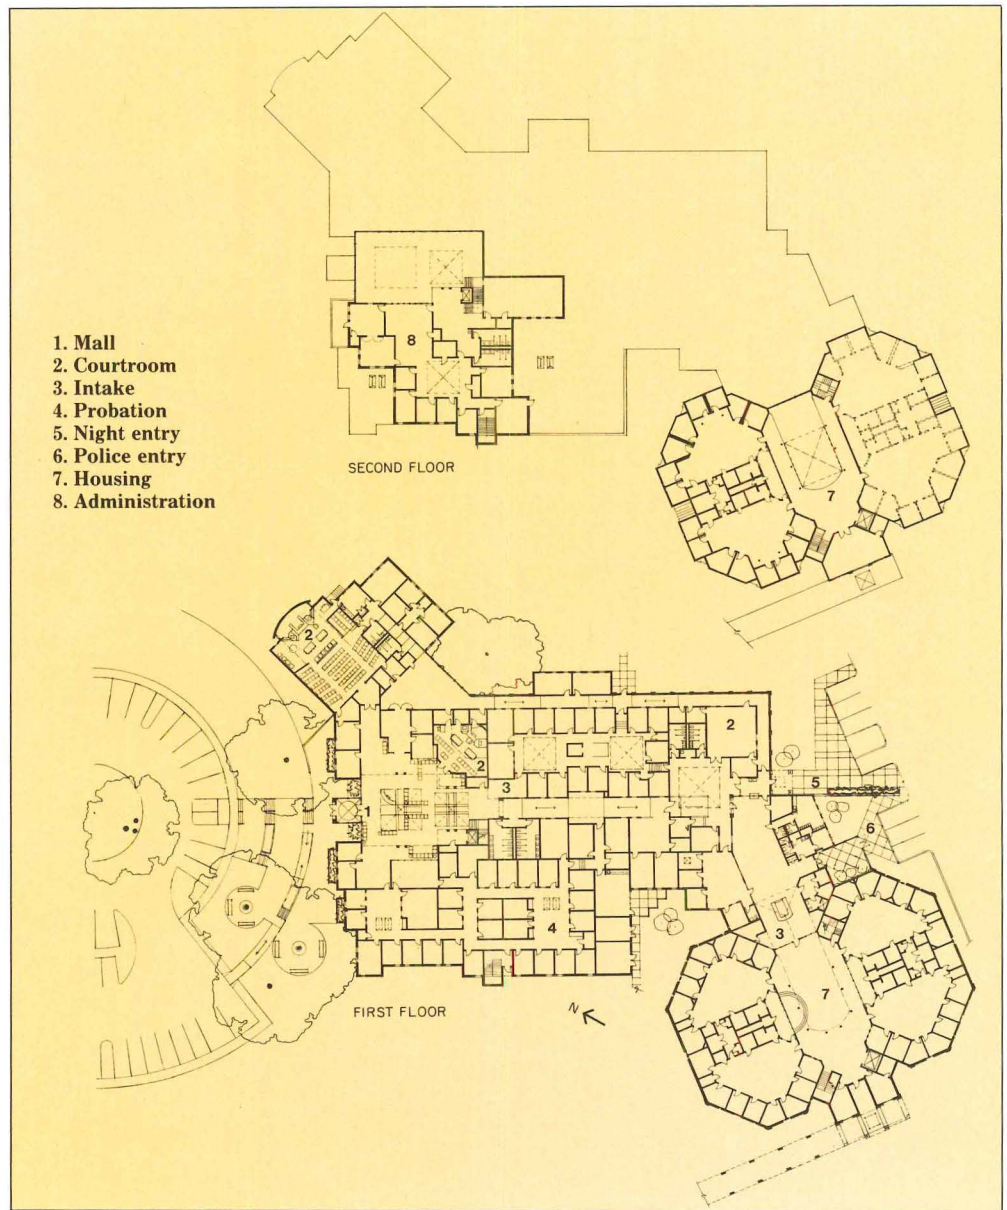 1. Mall
2. Courtroom
3. Intake
4. Probation
5. Night entry
6. Police entry
7. Housing
8. Administration
8
SECOND FLOOR
7
2
2
2
3
1
5
6
4
3
7
FIRST FLOOR
N